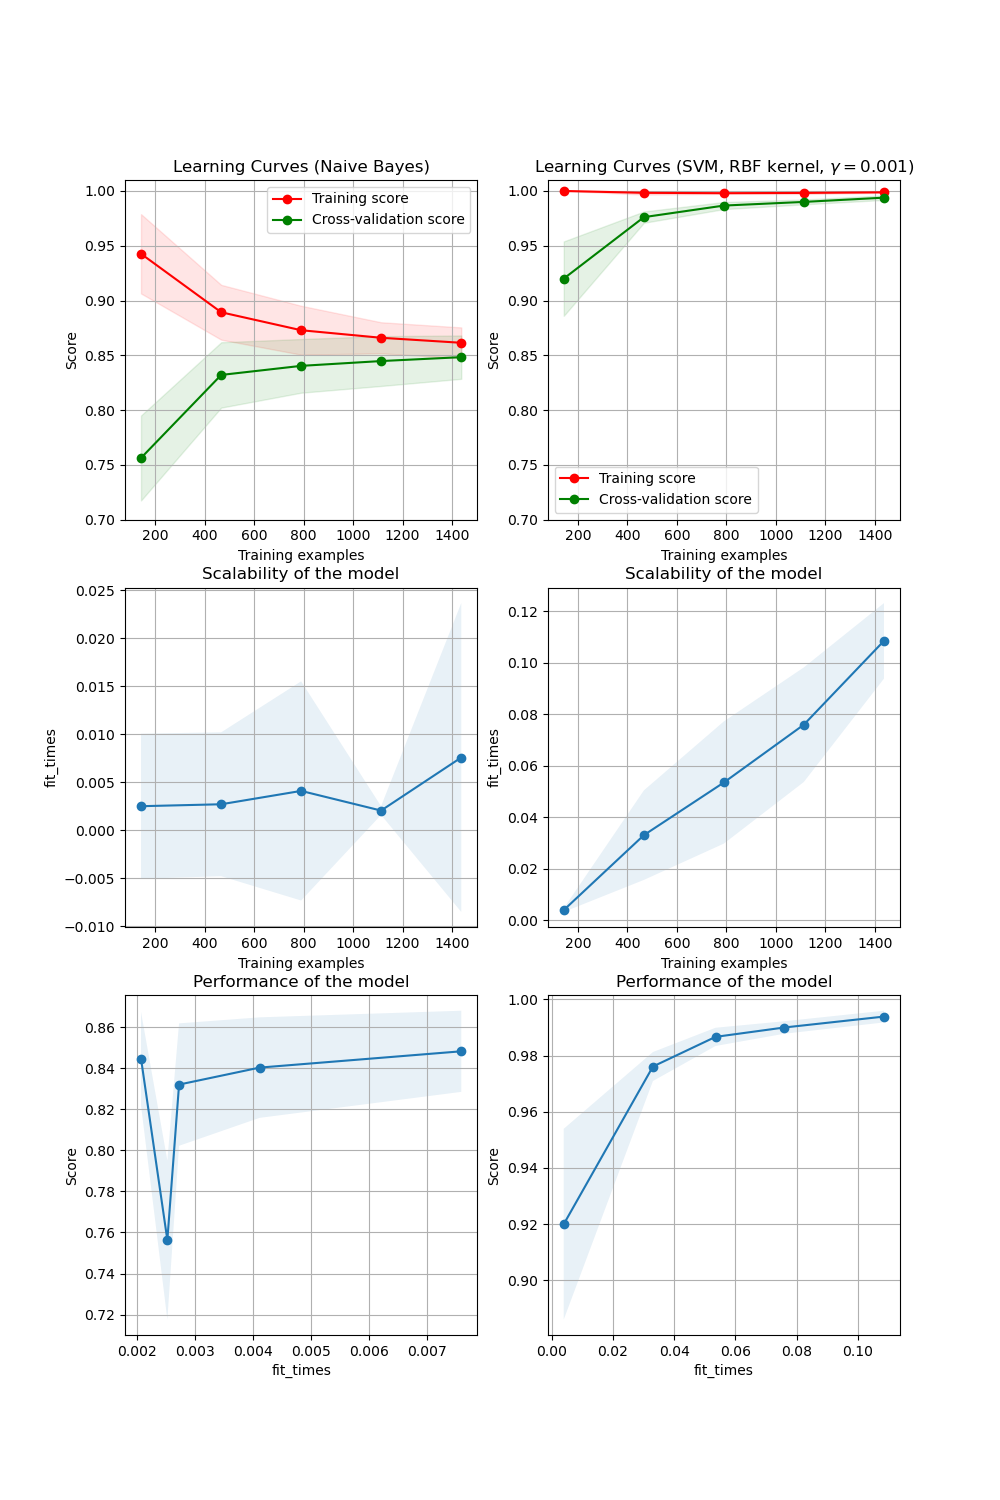 Learning Curves (Naive Bayes)
1.00
0.95
0.90
0.85
0.80
0.75
0.70
Score
Training score
Cross-validation score
200 400 600 800 1000 1200 1400
Training examples
Learning Curves (SVM, RBF kernel, γ = 0.001)
1.00
0.95
0.90
0.85
0.80
0.75
0.70
Score
Training score
Cross-validation score
200 400 600 800 1000 1200 1400
Training examples
Scalability of the model
0.025
0.020
0.015
0.010
0.005
0.000
−0.005
−0.010
fit_times
200 400 600 800 1000 1200 1400
Training examples
Scalability of the model
0.12
0.10
0.08
0.06
0.04
0.02
0.00
fit_times
200 400 600 800 1000 1200 1400
Training examples
Performance of the model
0.86
0.84
0.82
0.80
0.78
0.76
0.74
0.72
Score
0.002 0.003 0.004 0.005 0.006 0.007
fit_times
Performance of the model
1.00
0.98
0.96
0.94
0.92
0.90
Score
0.00 0.02 0.04 0.06 0.08 0.10
fit_times